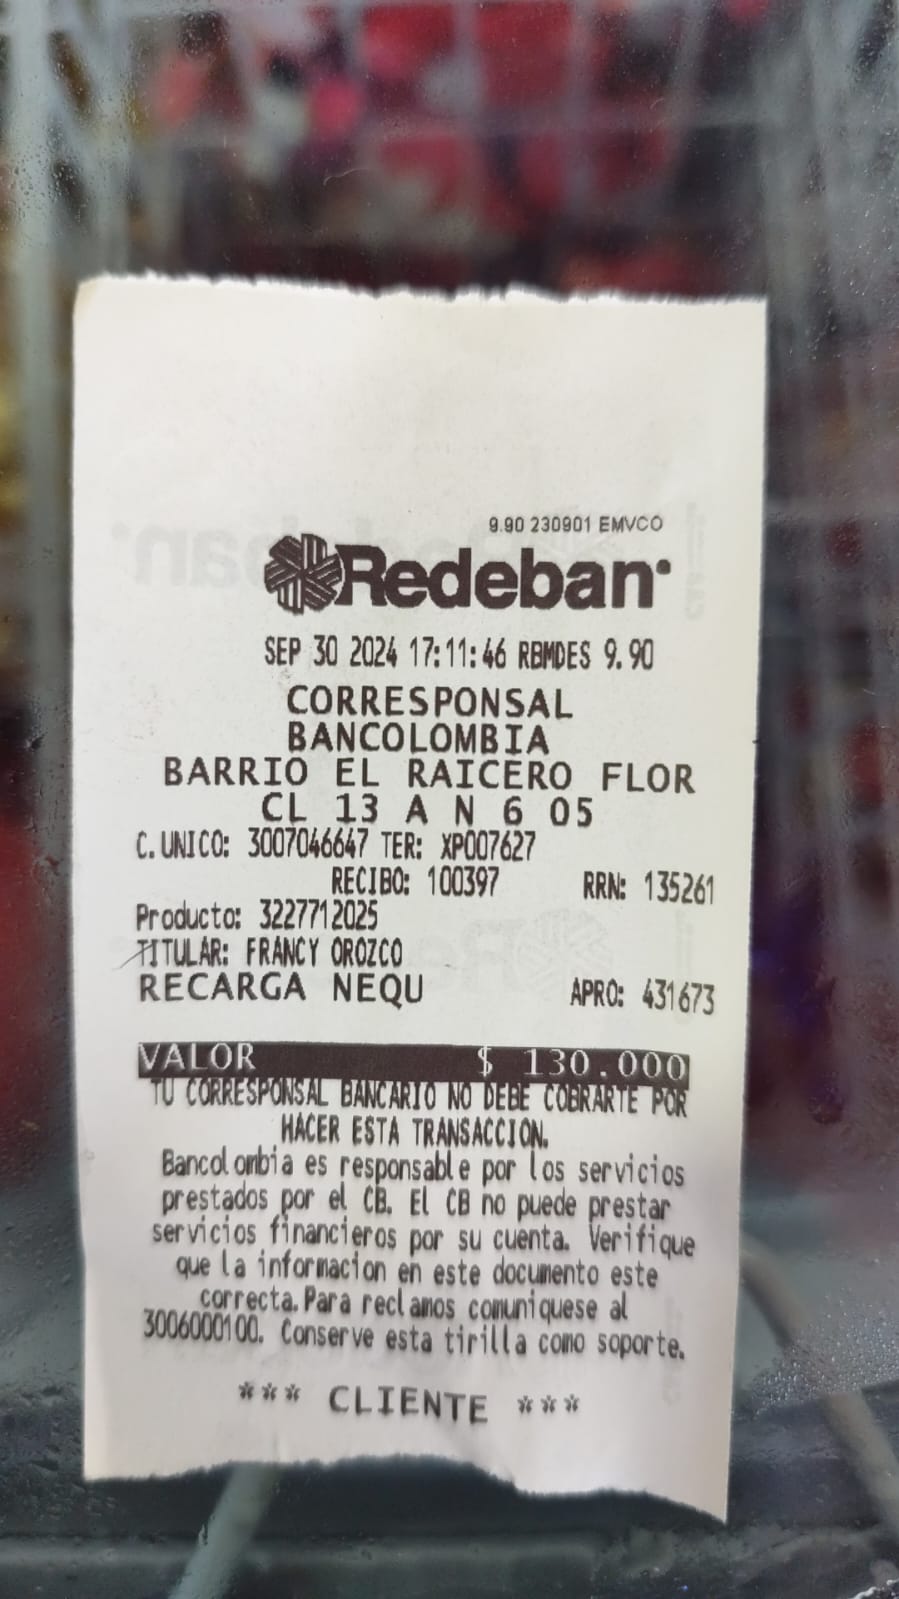 9.90 230901 EMVCO
Redeban
SEP 30 2024 17:11:46 RBMDES 9.90
CORRESPONSAL
BANCOLOMBIA
BARRIO EL RAICERO FLOR
CL 13 A N 6 05
C. UNICO: 3007046647 TER: XP007627
RECIBO: 100397 RRN: 135261
Producto: 3227712025
TITULAR: FRANCY OROZCO
RECARGA NEQU APRO: 431673
VALOR $ 130.000
TU CORRESPONSAL BANCARIO NO DEBE COBRARTE POR
HACER ESTA TRANSACCION.
Bancolombia es responsable por los servicios
prestados por el CB. El CB no puede prestar
servicios financieros por su cuenta. Verifique
que la informacion en este documento este
correcta. Para reclamos comuniquese al
3006000100. Conserve esta tirilla como soporte.
*** CLIENTE ***